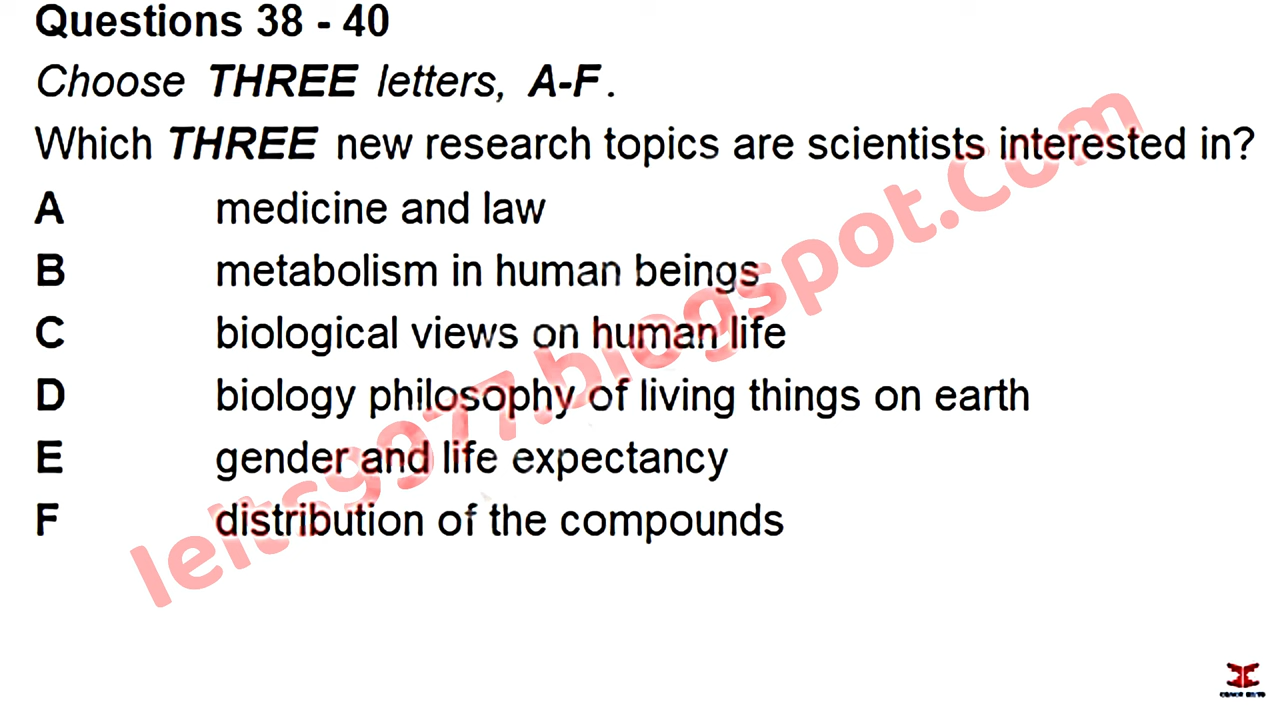 Questions 38 - 40
Choose THREE letters, A-F.
Which THREE new research topics are scientists interested in?
A medicine and law
B metabolism in human beings
C biological views on human life
D biology philosophy of living things on earth
E gender and life expectancy
F distribution of the compounds
Ieits9977.blogspot.com